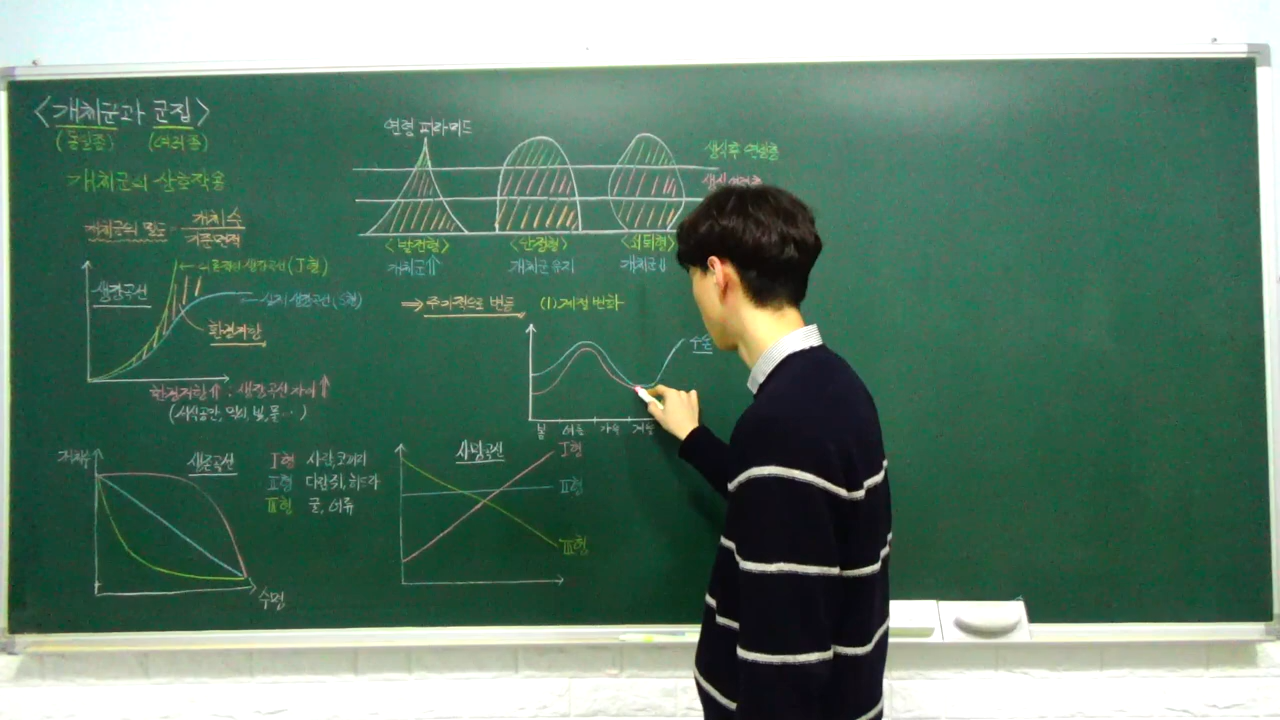 <개체군과 군집>
(동일종) (여러종)
개체군의 상호작용
개체군의 밀도 = 개체수
기준면적
생장곡선
← 이론적인 생장곡선 (J형)
← 실제 생장곡선 (S형)
환경저항
환경저항⇑ : 생장곡선 차이⇑
(서식공간, 먹이, 빛, 물 ··)
개체수
생존곡선
수명
Ⅰ형 사람, 코끼리
Ⅱ형 다람쥐, 히드라
Ⅲ형 굴, 어류
연령 피라미드
생식후 연령층
<발전형> <안정형> <쇠퇴형>
개체군⇑ 개체군 유지 개체군⇓
⇒ 주기적으로 변동 (1) 계절 변화
수온
봄 여름 가을 겨울
사망곡선
Ⅰ형
Ⅱ형
Ⅲ형